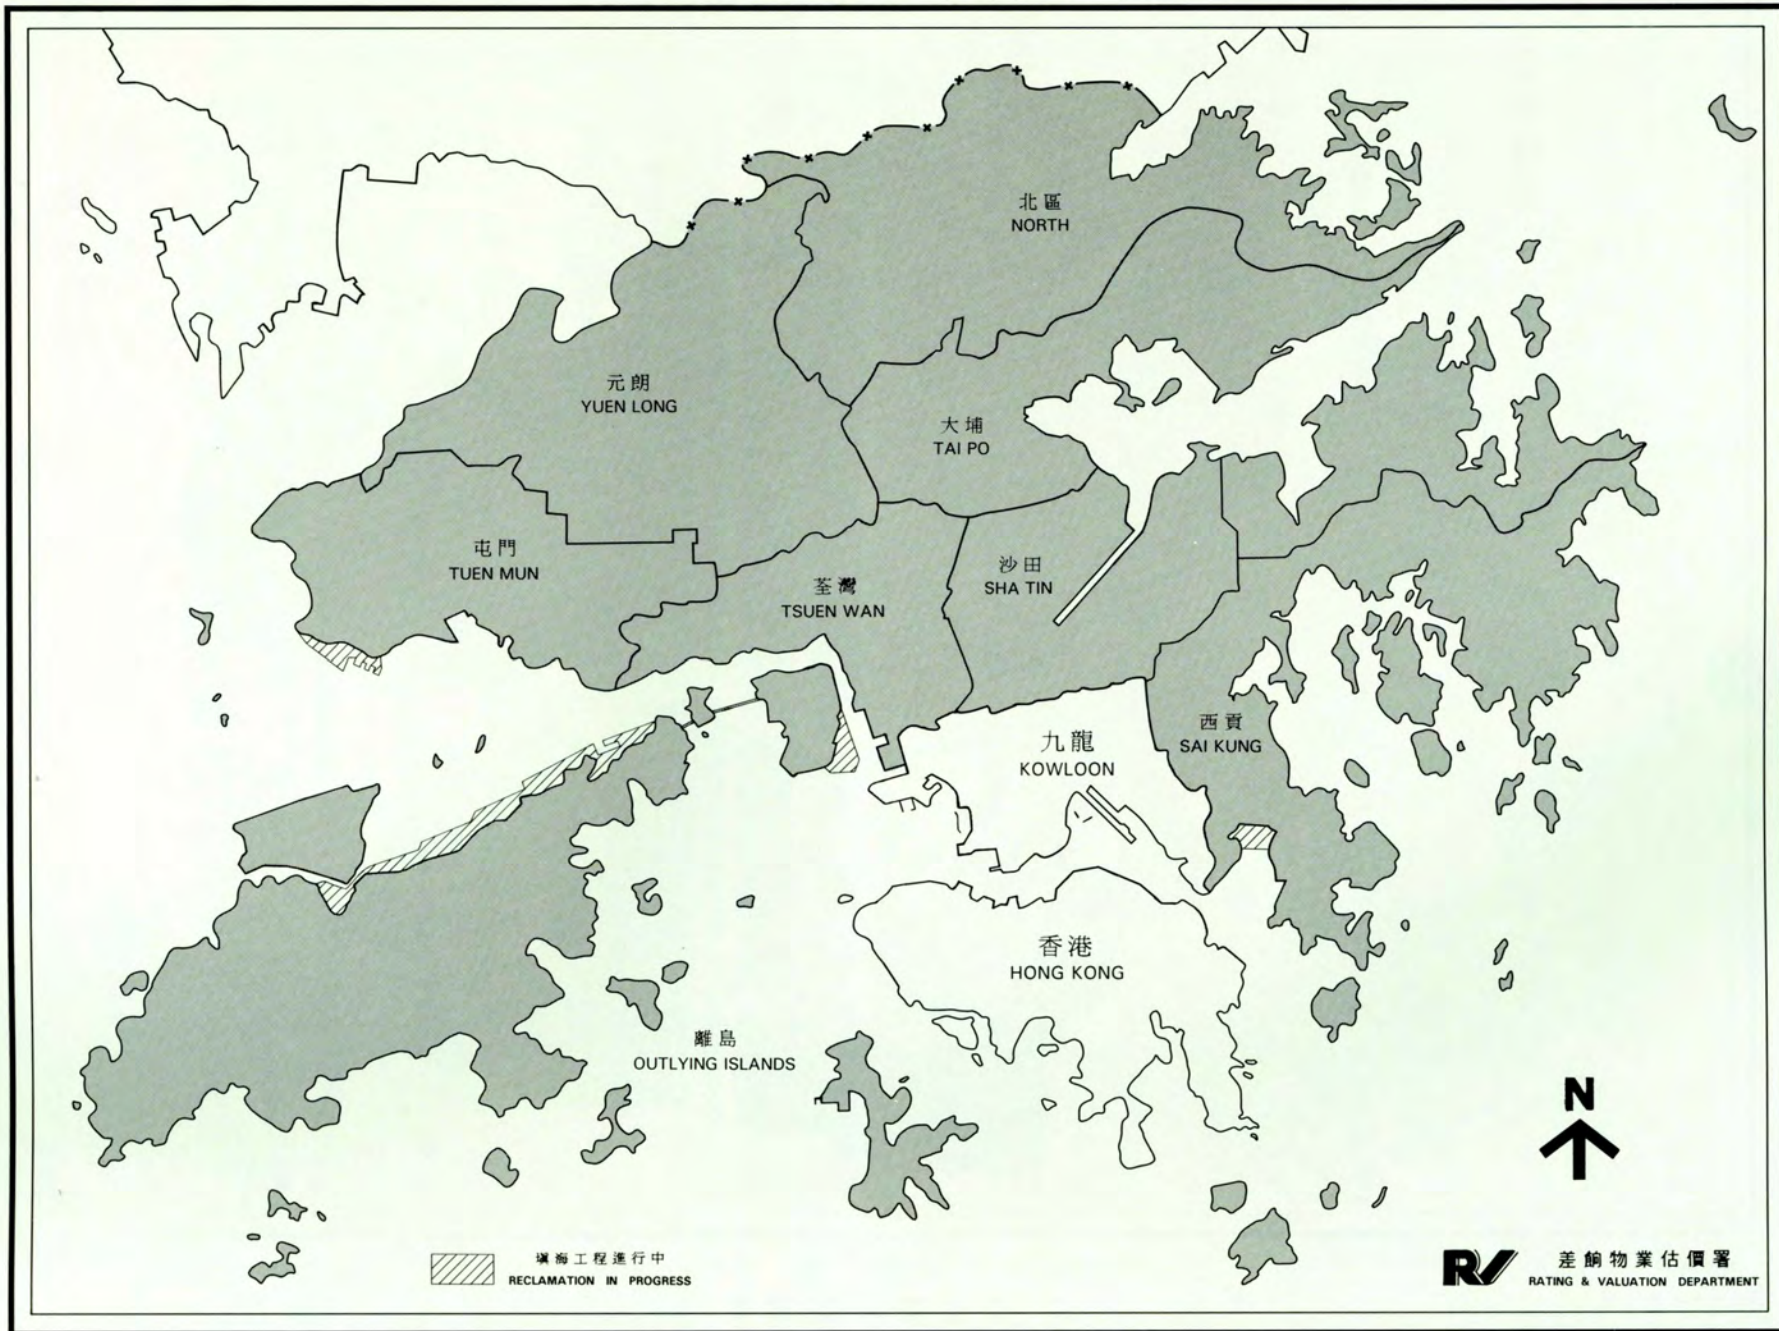 北區
NORTH
元朗
YUEN LONG
大埔
TAI PO
屯門
TUEN MUN
荃灣
TSUEN WAN
沙田
SHA TIN
西貢
SAI KUNG
九龍
KOWLOON
香港
HONG KONG
離島
OUTLYING ISLANDS
N
填海工程進行中
RECLAMATION IN PROGRESS
RV
差餉物業估價署
RATING & VALUATION DEPARTMENT